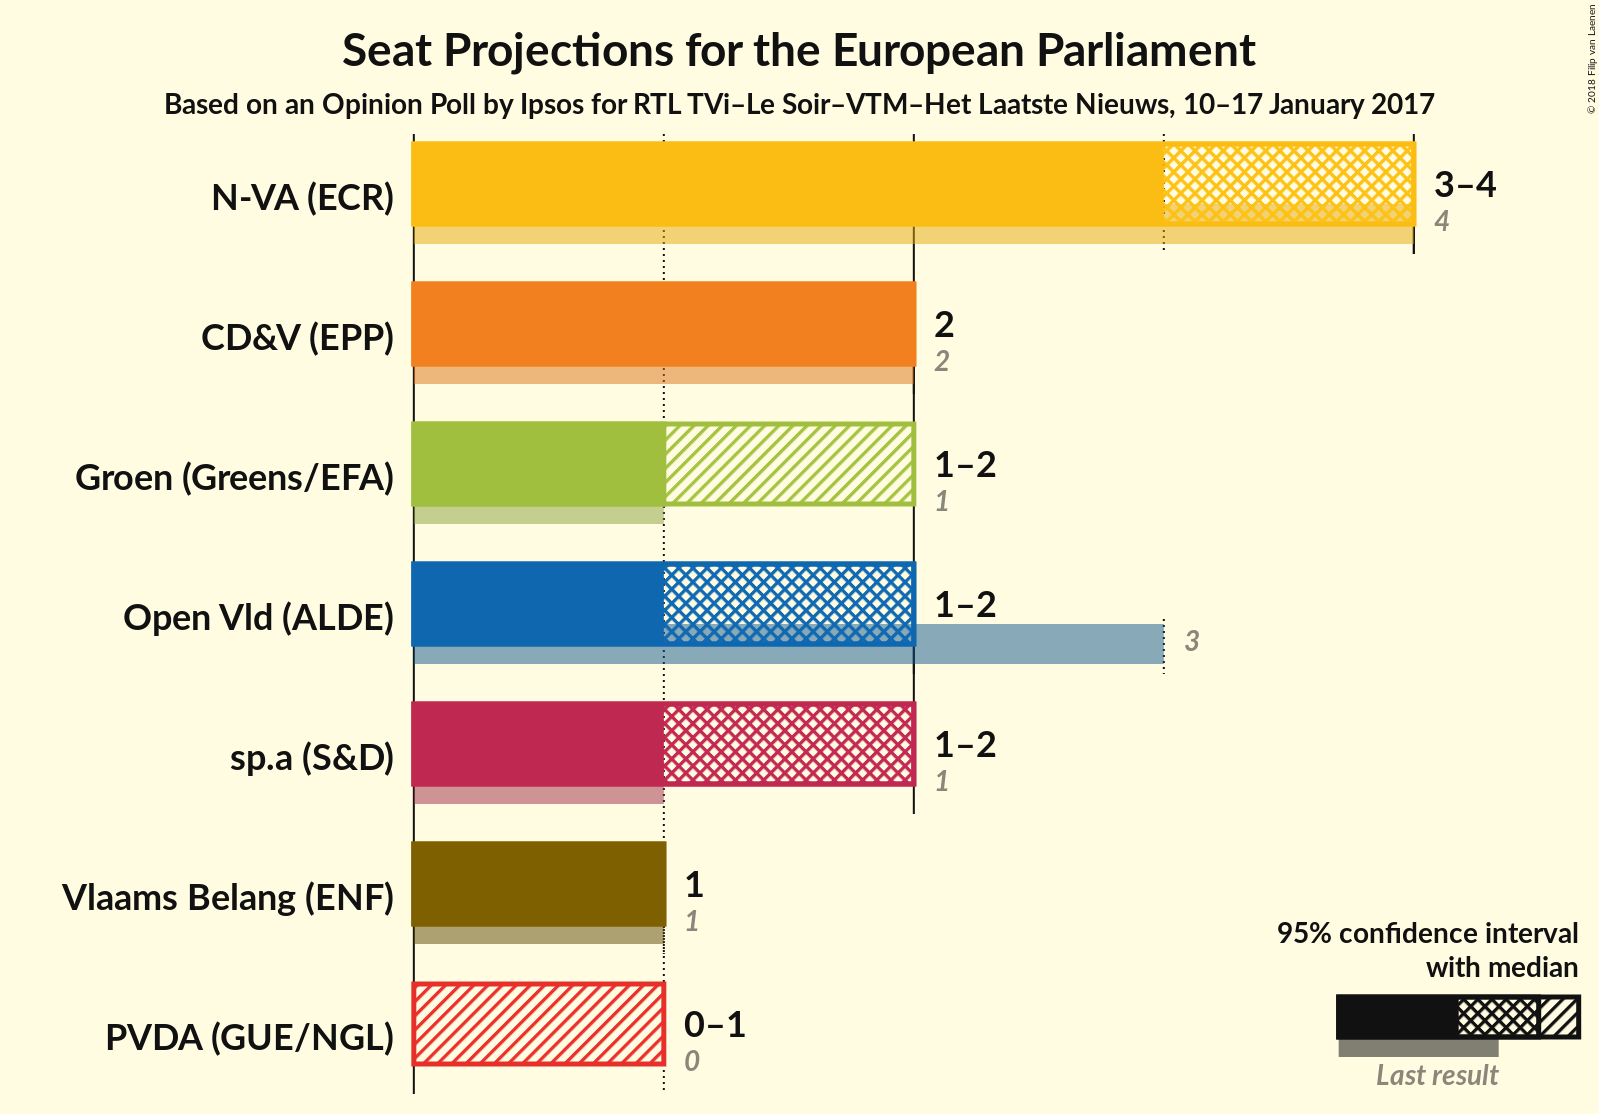 Seat Projections for the European Parliament
Based on an Opinion Poll by Ipsos for RTL TVi–Le Soir–VTM–Het Laatste Nieuws, 10–17 January 2017
© 2018 Filip van Laenen
N-VA (ECR)
3–4
4
CD&V (EPP)
2
2
Groen (Greens/EFA)
1–2
1
Open Vld (ALDE)
1–2
3
sp.a (S&D)
1–2
1
Vlaams Belang (ENF)
1
1
PVDA (GUE/NGL)
0–1
0
95% confidence interval
with median
Last result